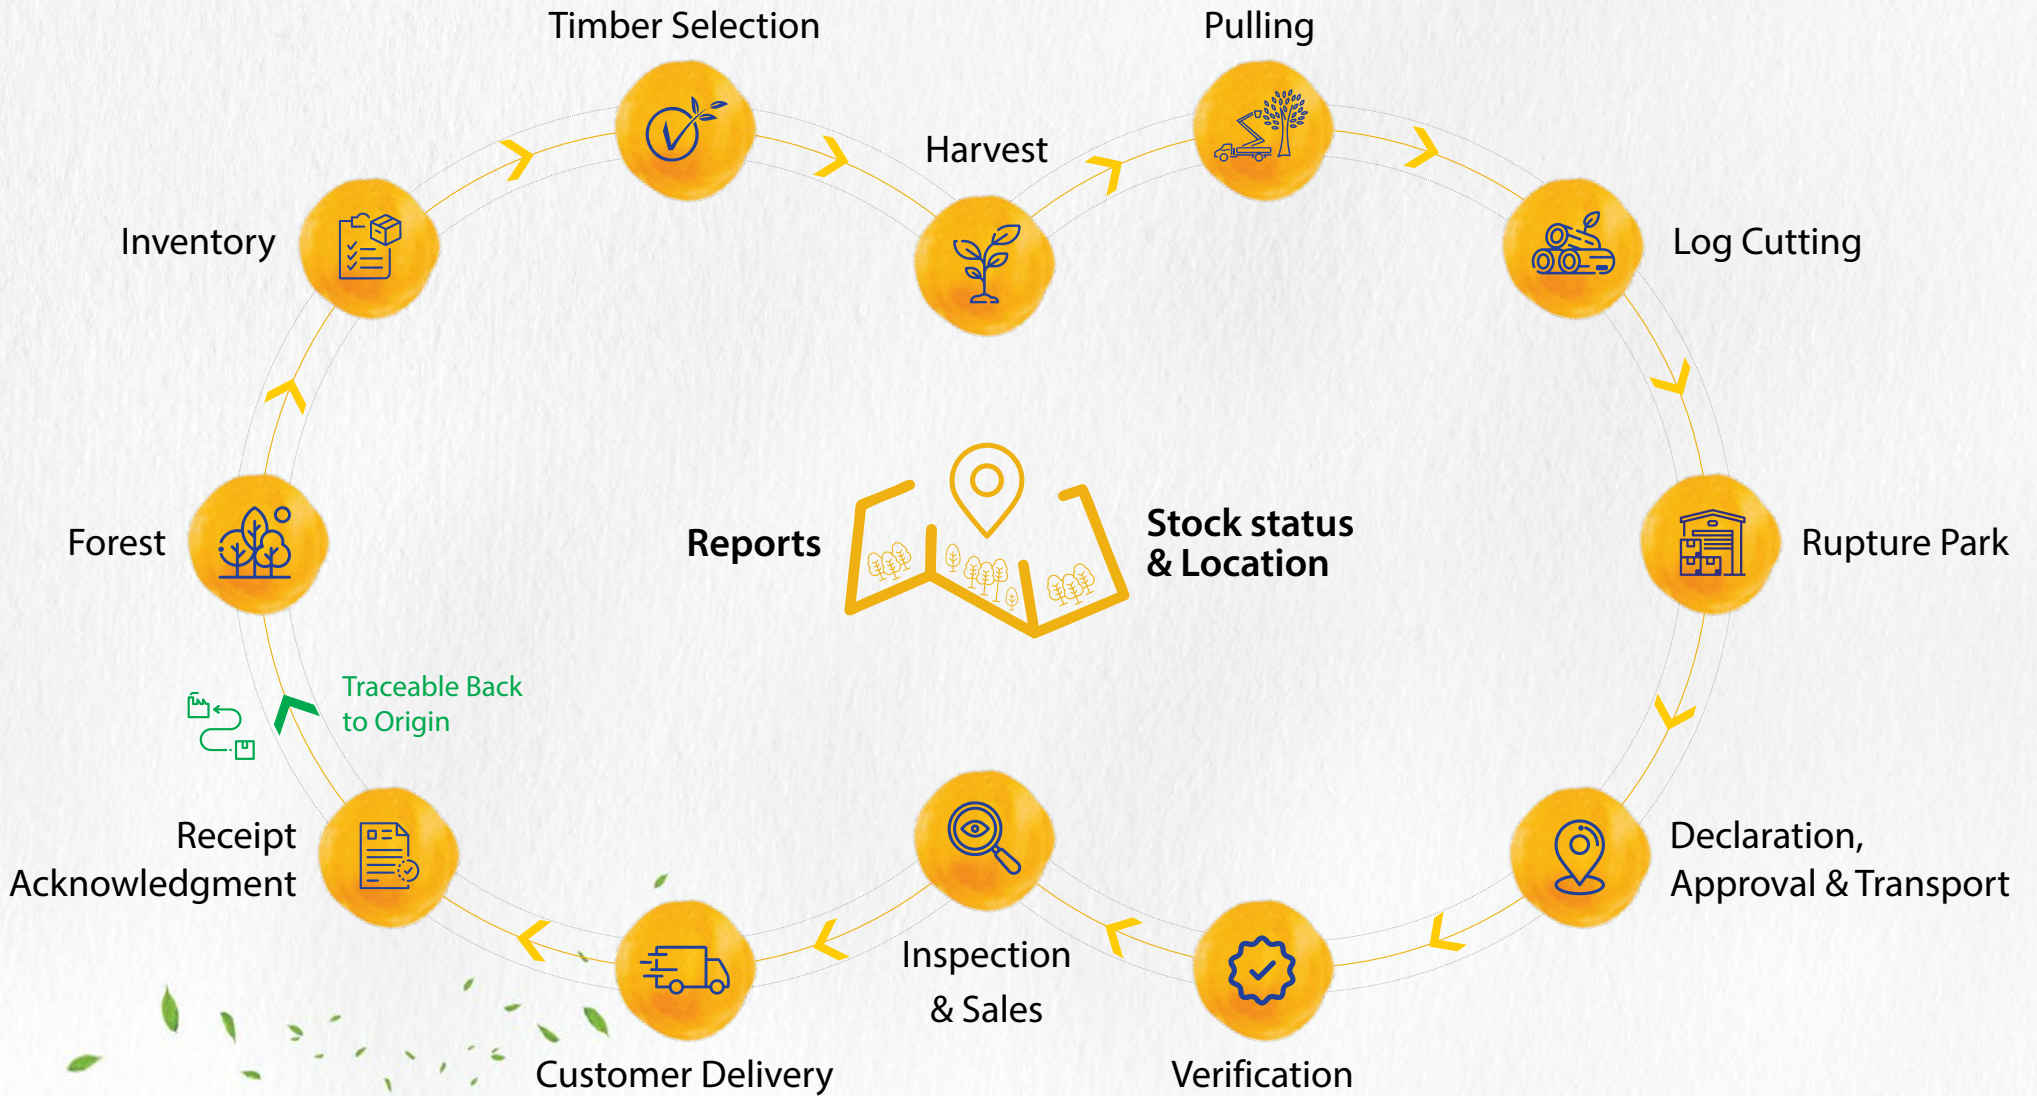 Timber Selection
Pulling
Harvest
Inventory
Log Cutting
Forest
Reports
Stock status
& Location
Rupture Park
Traceable Back
to Origin
Receipt
Acknowledgment
Declaration,
Approval & Transport
Inspection
& Sales
Customer Delivery
Verification